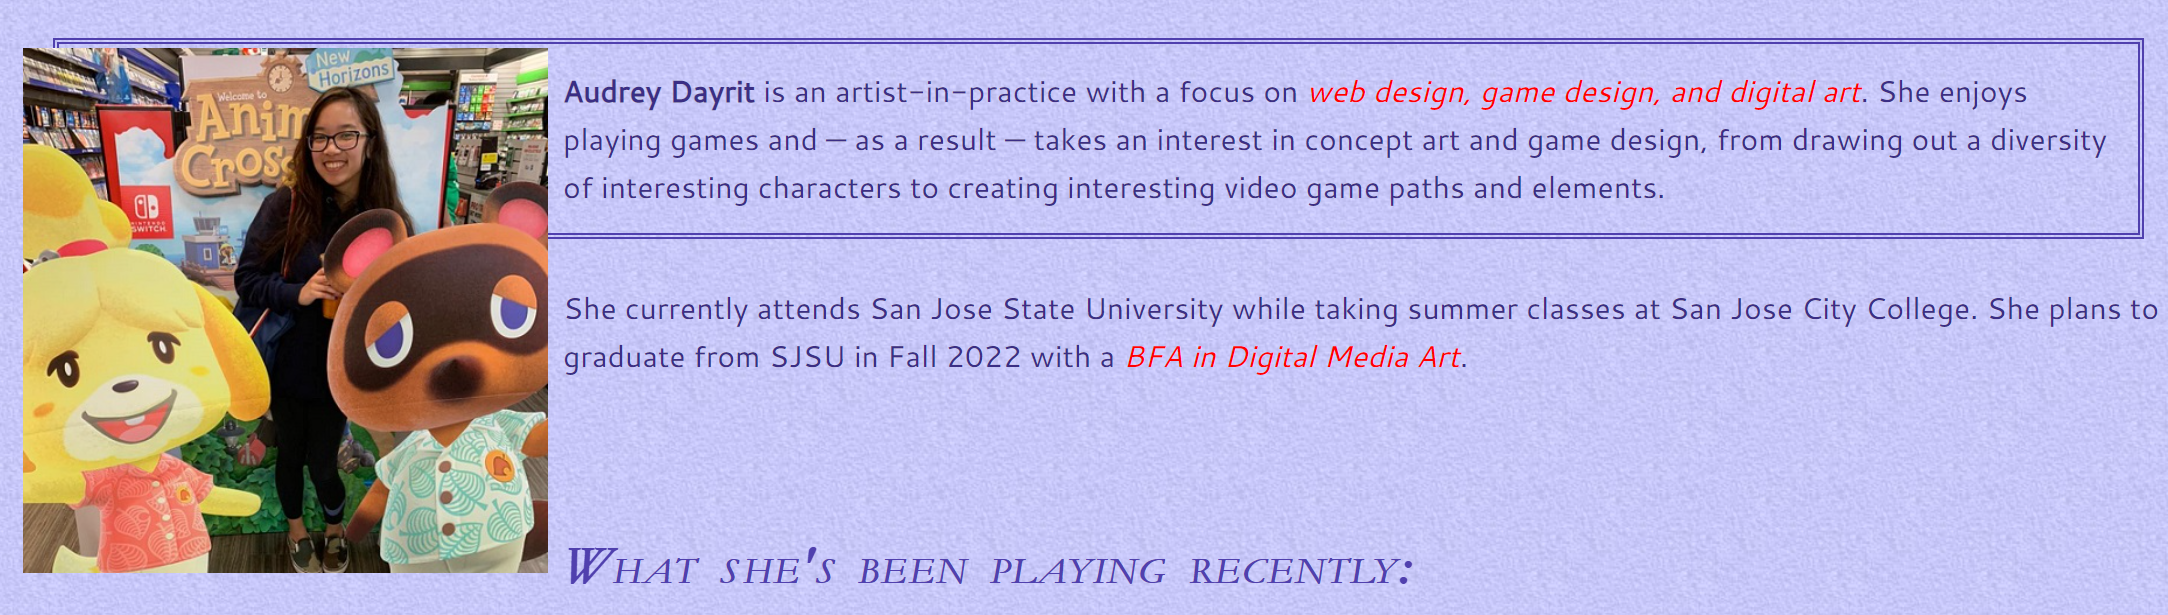 New
Horizons
Welcome to
Anim
Cross
NINTENDO
SWITCH
Audrey Dayrit is an artist-in-practice with a focus on web design, game design, and digital art. She enjoys
playing games and — as a result — takes an interest in concept art and game design, from drawing out a diversity
of interesting characters to creating interesting video game paths and elements.
She currently attends San Jose State University while taking summer classes at San Jose City College. She plans to
graduate from SJSU in Fall 2022 with a BFA in Digital Media Art.
What she's been playing recently: